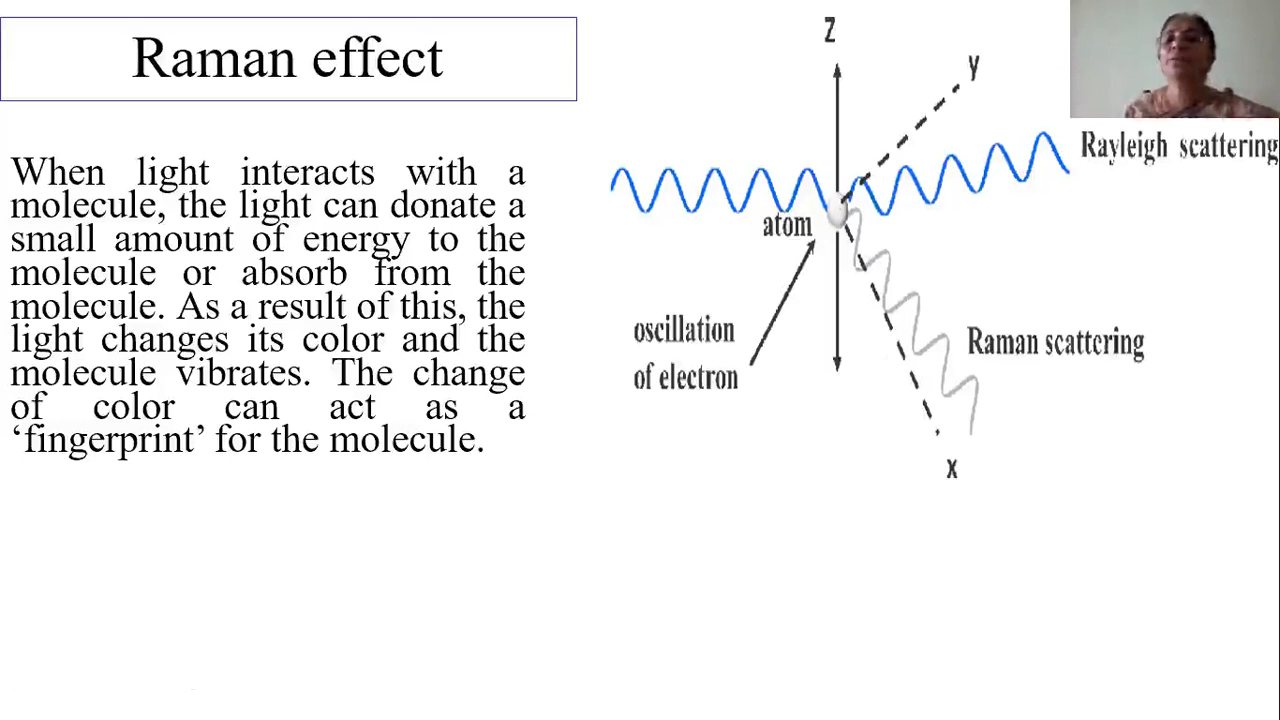 Raman effect
When light interacts with a
molecule, the light can donate a
small amount of energy to the
molecule or absorb from the
molecule. As a result of this, the
light changes its color and the
molecule vibrates. The change
of color can act as a
‘fingerprint’ for the molecule.
Z
y
Rayleigh scattering
atom
oscillation
of electron
Raman scattering
x